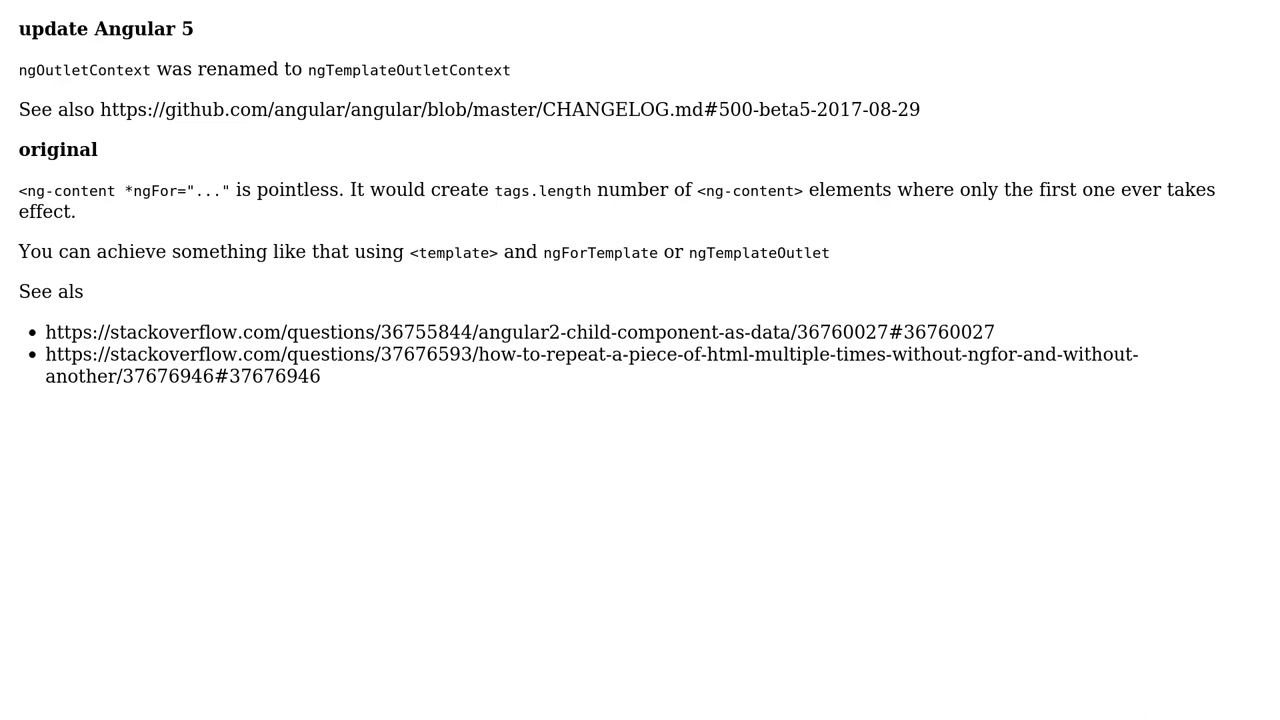 update Angular 5
ngOutletContext was renamed to ngTemplateOutletContext
See also https://github.com/angular/angular/blob/master/CHANGELOG.md#500-beta5-2017-08-29
original
<ng-content *ngFor="..." is pointless. It would create tags.length number of <ng-content> elements where only the first one ever takes
effect.
You can achieve something like that using <template> and ngForTemplate or ngTemplateOutlet
See als
• https://stackoverflow.com/questions/36755844/angular2-child-component-as-data/36760027#36760027
• https://stackoverflow.com/questions/37676593/how-to-repeat-a-piece-of-html-multiple-times-without-ngfor-and-without-
another/37676946#37676946